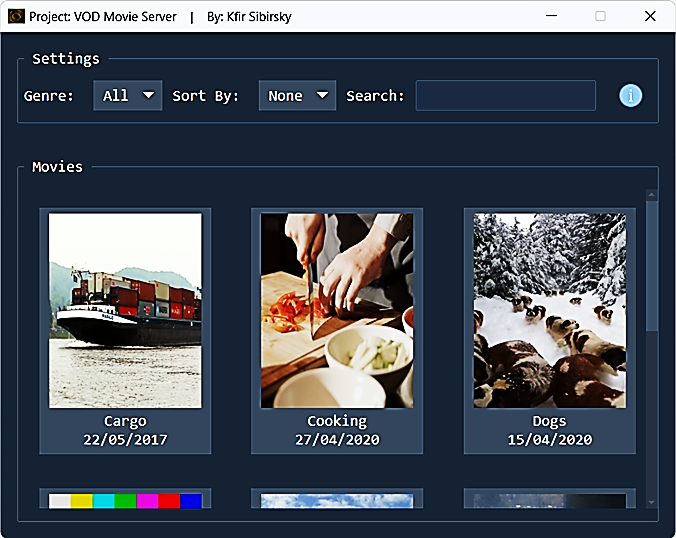 Project: VOD Movie Server | By: Kfir Sibirsky
Settings
Genre: All Sort By: None Search: i
Movies
Cargo
22/05/2017
Cooking
27/04/2020
Dogs
15/04/2020